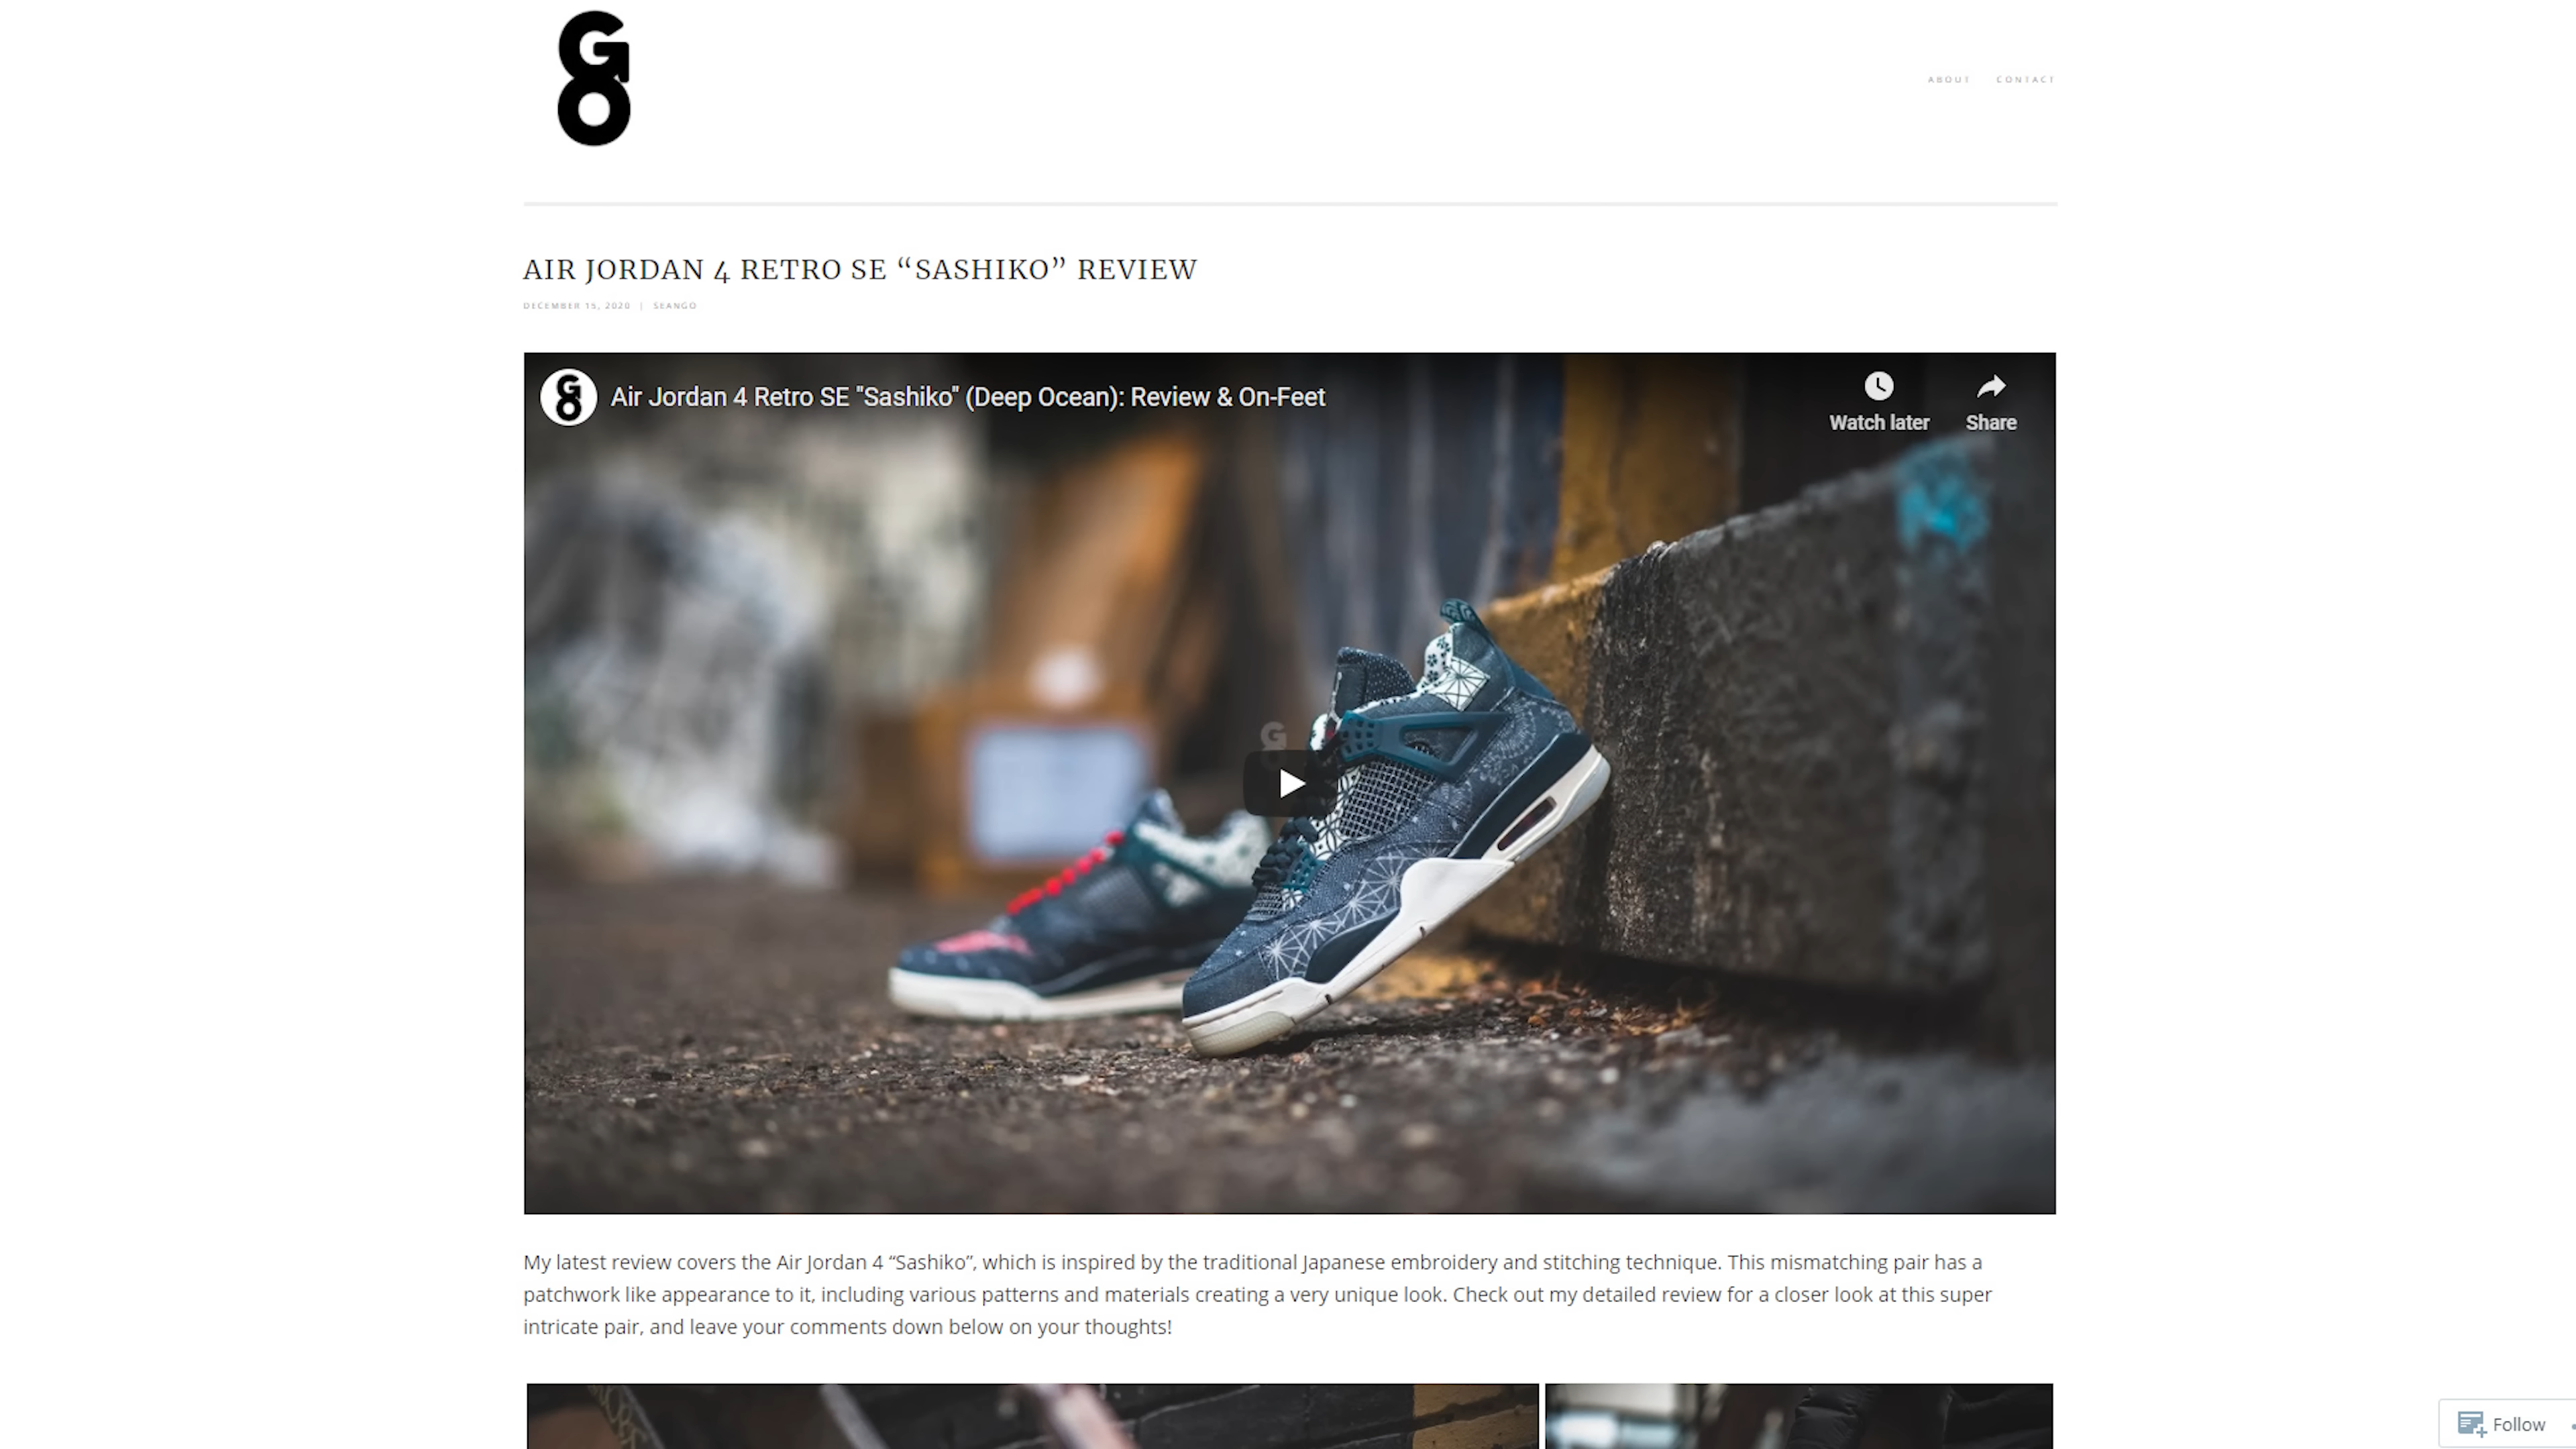 GO
ABOUT CONTACT
AIR JORDAN 4 RETRO SE “SASHIKO” REVIEW
DECEMBER 15, 2020 | SEANGO
GO Air Jordan 4 Retro SE "Sashiko" (Deep Ocean): Review & On-Feet
Watch later Share
G
My latest review covers the Air Jordan 4 “Sashiko”, which is inspired by the traditional Japanese embroidery and stitching technique. This mismatching pair has a
patchwork like appearance to it, including various patterns and materials creating a very unique look. Check out my detailed review for a closer look at this super
intricate pair, and leave your comments down below on your thoughts!
Follow